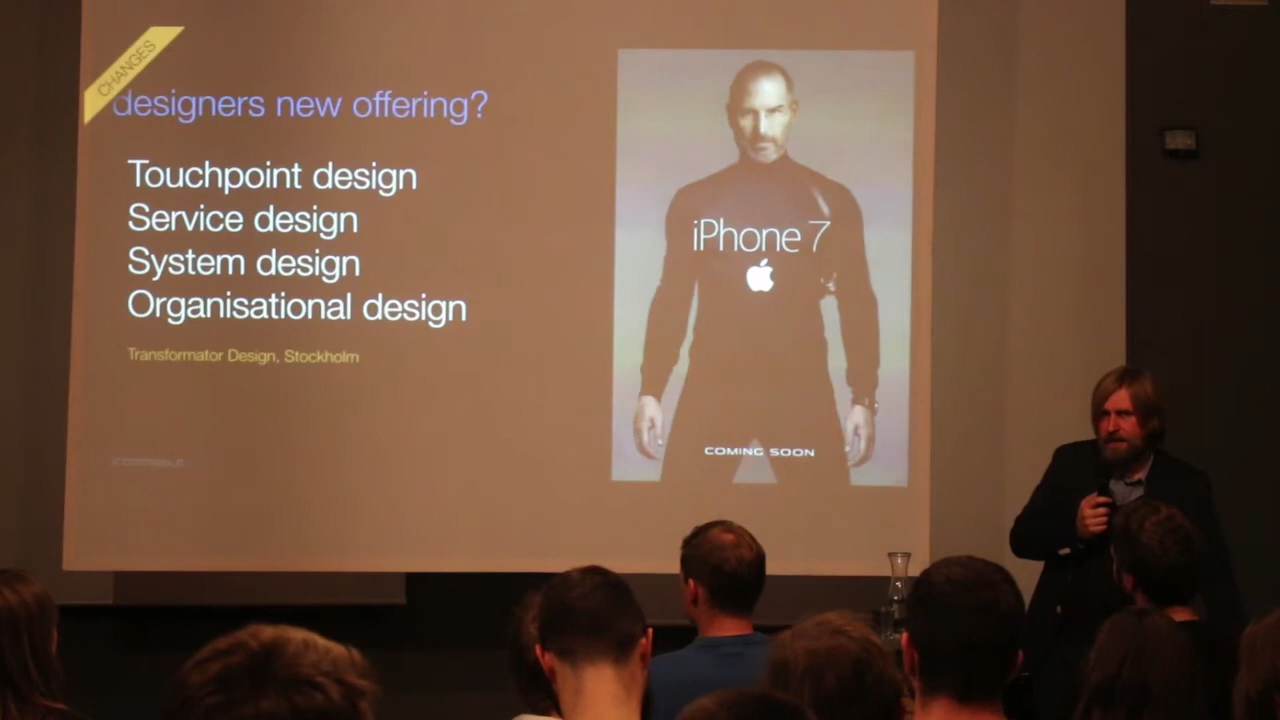 CHANGES
designers new offering?
Touchpoint design
Service design
System design
Organisational design
Transformator Design, Stockholm
iPhone 7
COMING SOON